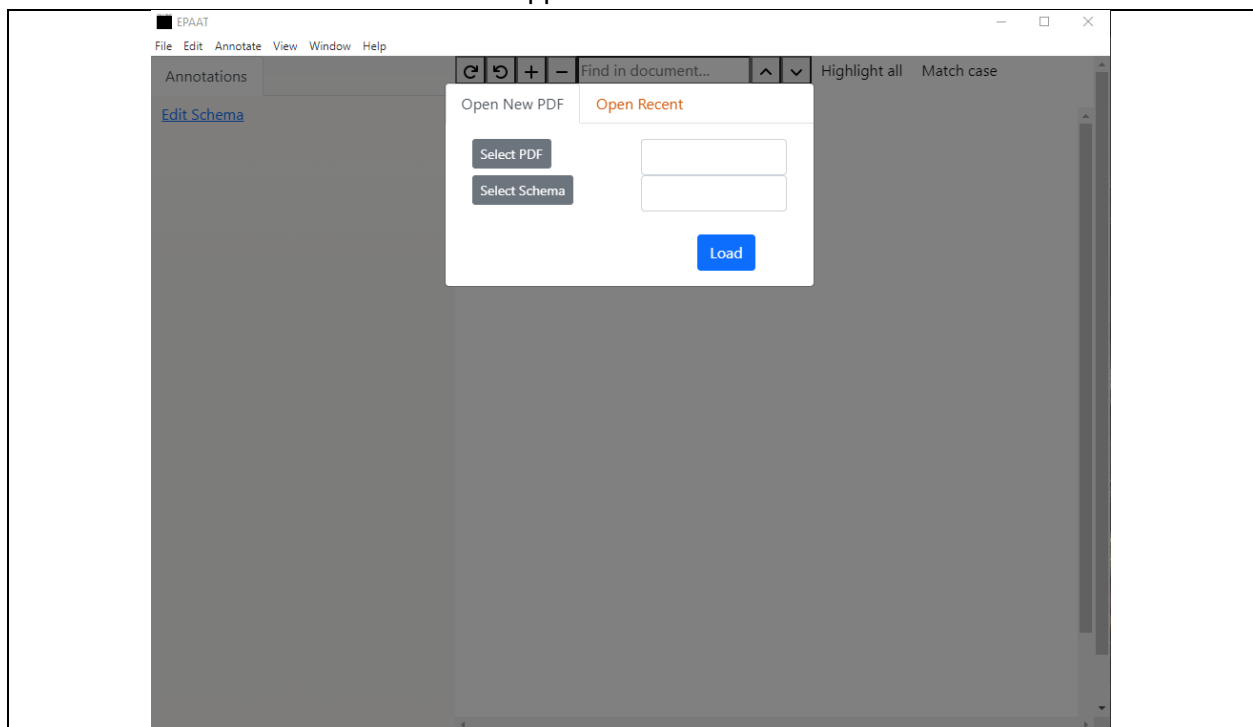 EPAAT
File Edit Annotate View Window Help
Annotations
Find in document... Highlight all Match case
Edit Schema
Open New PDF Open Recent
Select PDF
Select Schema
Load